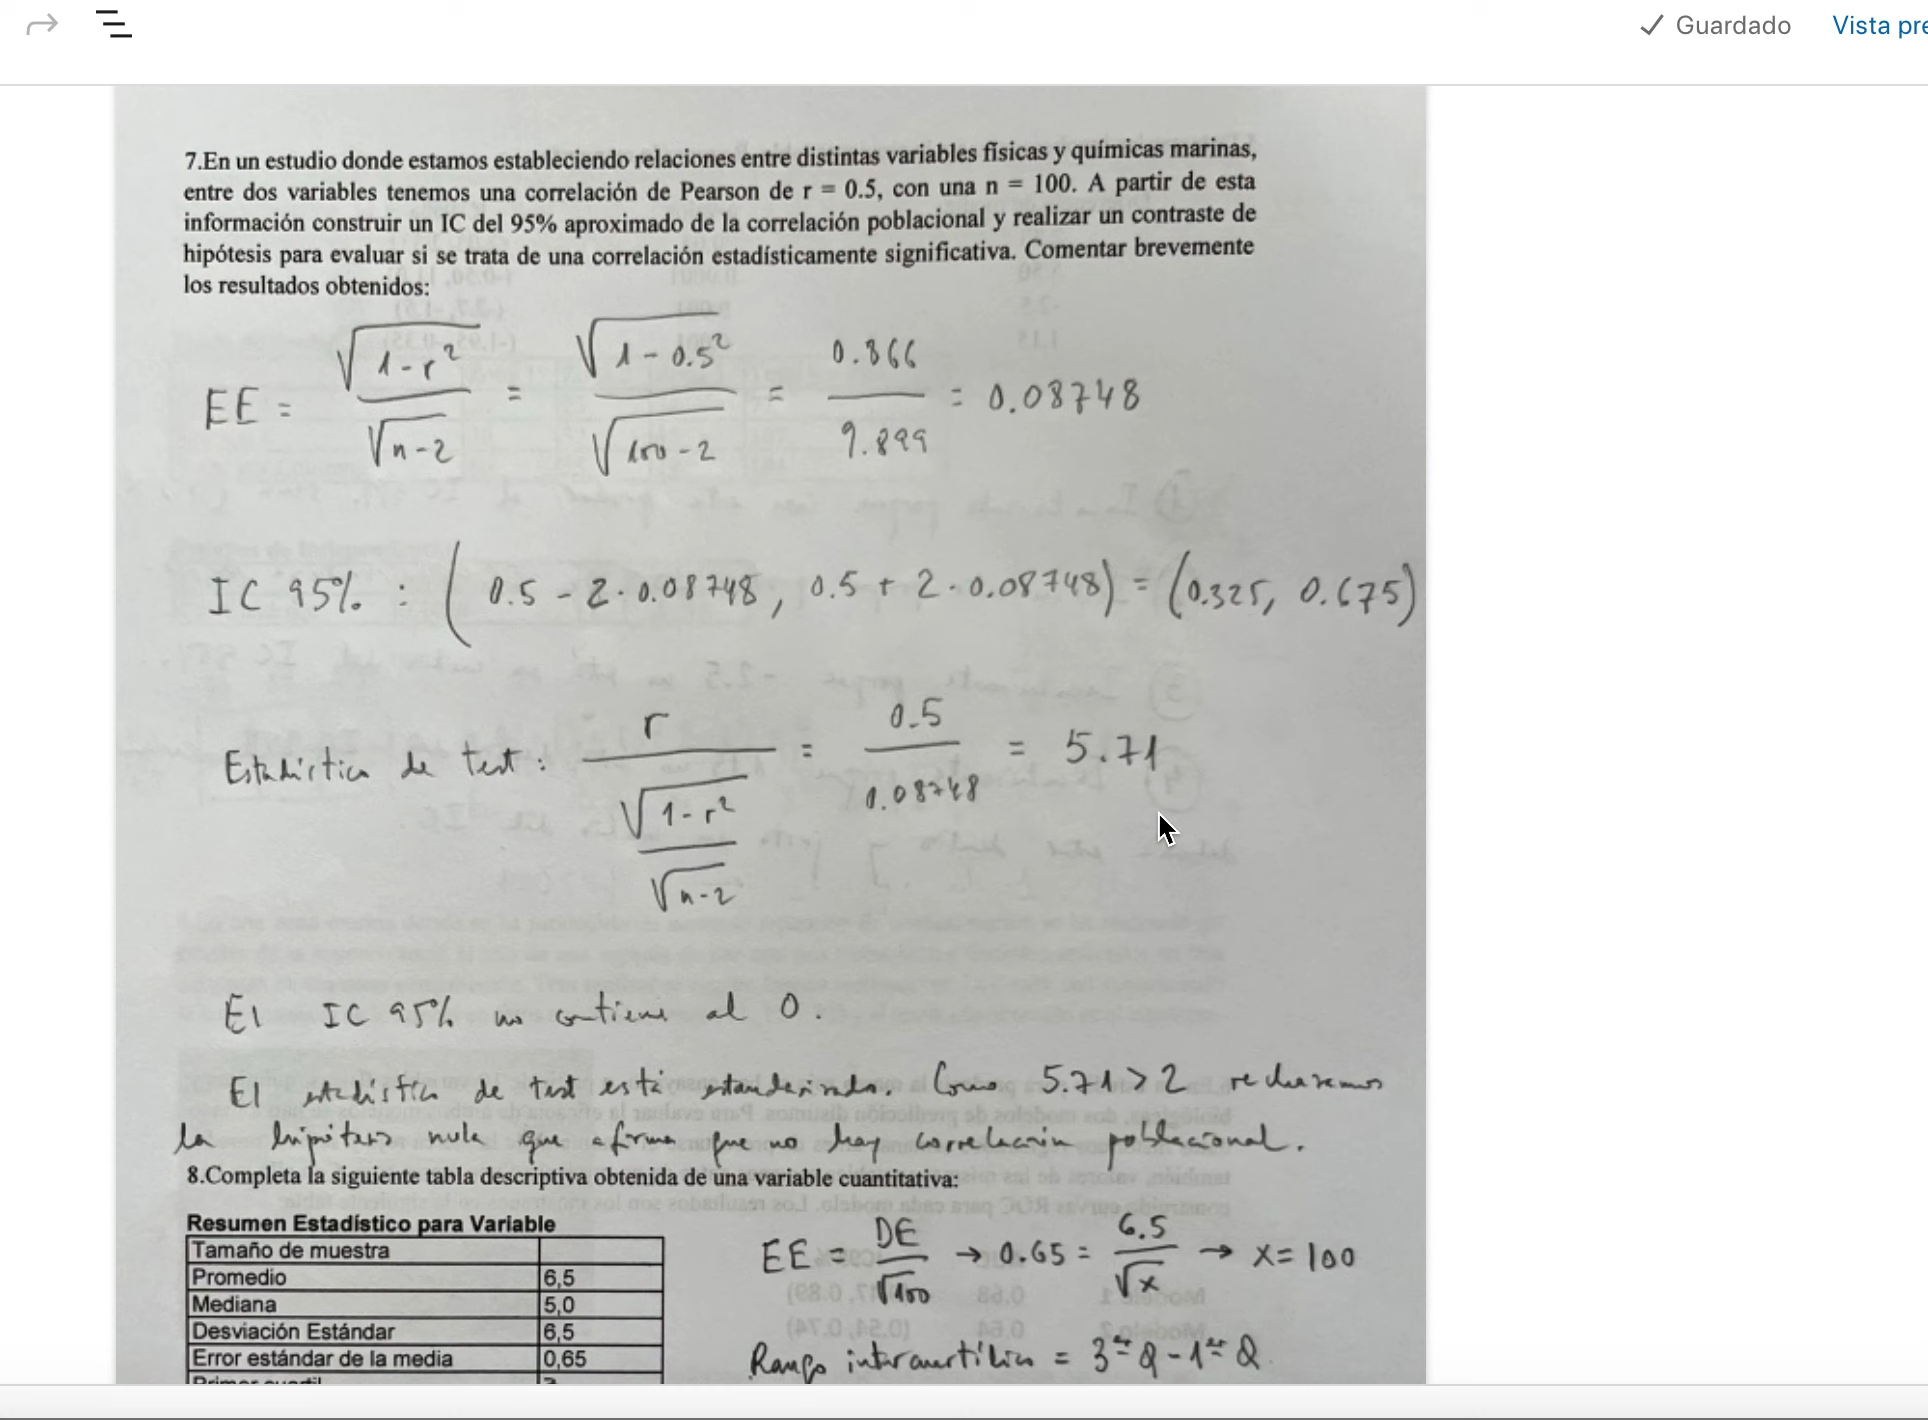 Guardado Vista pre
7.En un estudio donde estamos estableciendo relaciones entre distintas variables físicas y químicas marinas,
entre dos variables tenemos una correlación de Pearson de r = 0.5, con una n = 100. A partir de esta
información construir un IC del 95% aproximado de la correlación poblacional y realizar un contraste de
hipótesis para evaluar si se trata de una correlación estadísticamente significativa. Comentar brevemente
los resultados obtenidos:
EE = √1-r² / √n-2 = √1-0.5² / √100-2 = 0.866 / 9.899 = 0.08748
IC 95% : (0.5 - 2·0.08748, 0.5 + 2·0.08748) = (0.325, 0.675)
Estadístico de test: r / (√1-r² / √n-2) = 0.5 / 0.08748 = 5.71
El IC 95% no contiene al 0.
El estadístico de test está estandarizado. Como 5.71 > 2 rechazamos
la hipótesis nula que afirma que no hay correlación poblacional.
8.Completa la siguiente tabla descriptiva obtenida de una variable cuantitativa:
Resumen Estadístico para Variable
Tamaño de muestra
Promedio 6,5
Mediana 5,0
Desviación Estándar 6,5
Error estándar de la media 0,65
Primer cuartil
EE = DE / √100 → 0.65 = 6.5 / √x → x = 100
Rango intercuartílico = 3er Q - 1er Q